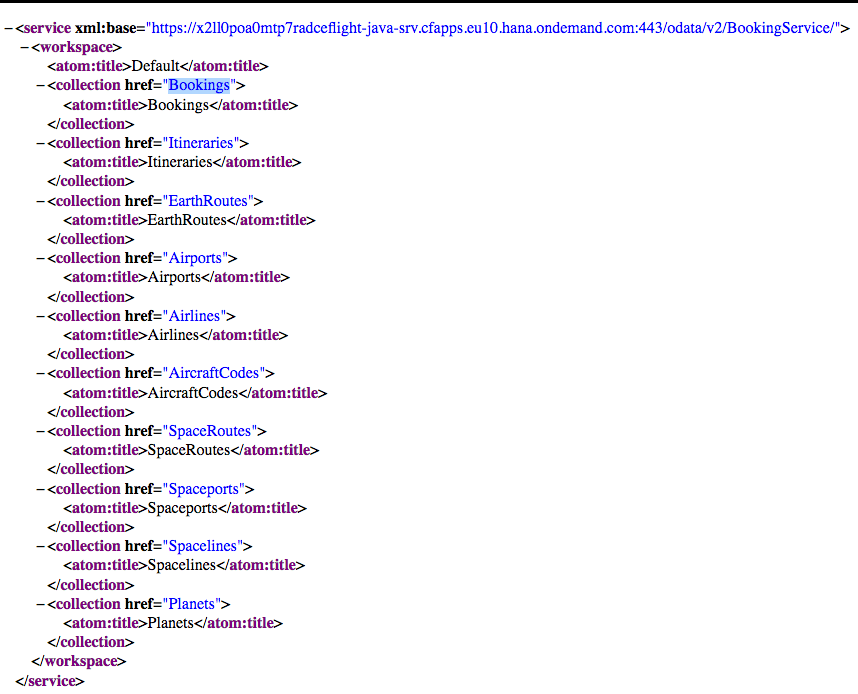 −<service xml:base="https://x2ll0poa0mtp7radceflight-java-srv.cfapps.eu10.hana.ondemand.com:443/odata/v2/BookingService/">
−<workspace>
<atom:title>Default</atom:title>
−<collection href="Bookings">
<atom:title>Bookings</atom:title>
</collection>
−<collection href="Itineraries">
<atom:title>Itineraries</atom:title>
</collection>
−<collection href="EarthRoutes">
<atom:title>EarthRoutes</atom:title>
</collection>
−<collection href="Airports">
<atom:title>Airports</atom:title>
</collection>
−<collection href="Airlines">
<atom:title>Airlines</atom:title>
</collection>
−<collection href="AircraftCodes">
<atom:title>AircraftCodes</atom:title>
</collection>
−<collection href="SpaceRoutes">
<atom:title>SpaceRoutes</atom:title>
</collection>
−<collection href="Spaceports">
<atom:title>Spaceports</atom:title>
</collection>
−<collection href="Spacelines">
<atom:title>Spacelines</atom:title>
</collection>
−<collection href="Planets">
<atom:title>Planets</atom:title>
</collection>
</workspace>
</service>